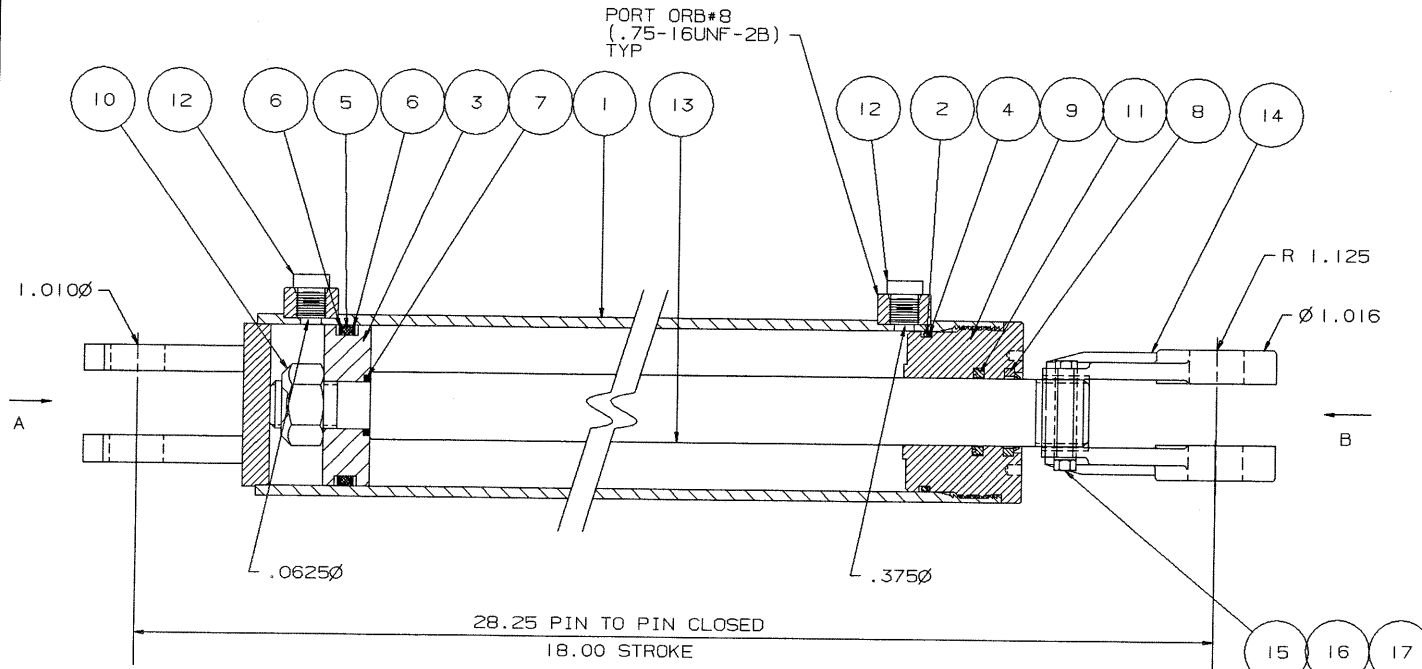 PORT ORB#8
(.75-16UNF-2B)
TYP
10 12 6 5 6 3 7 1 13 12 2 4 9 11 8 14
1.010Ø
R 1.125
Ø 1.016
A
B
.0625Ø
.375Ø
28.25 PIN TO PIN CLOSED
18.00 STROKE
15 16 17